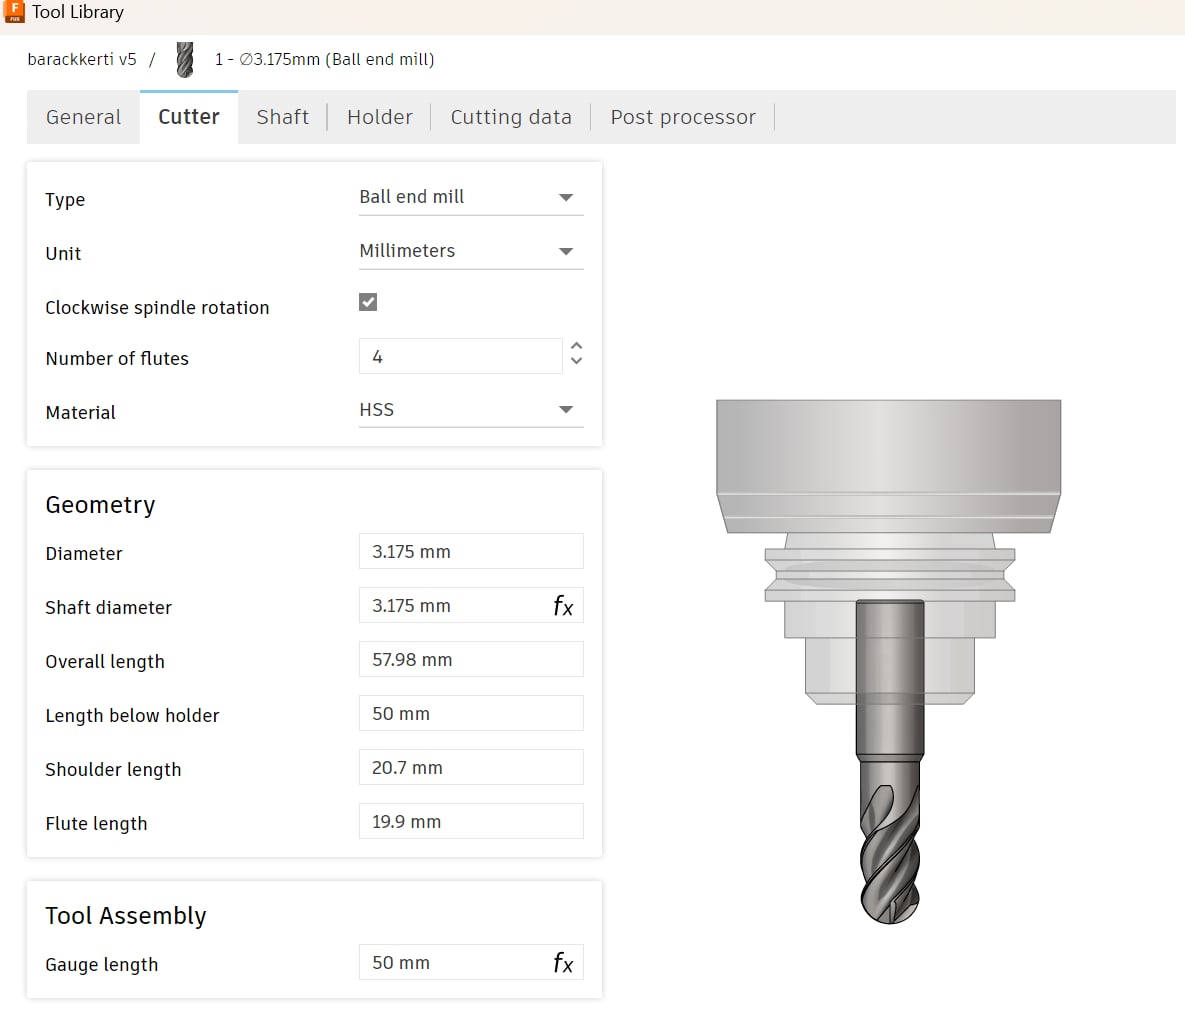 Tool Library
barackkerti v5 / 1 - ∅3.175mm (Ball end mill)
General Cutter Shaft Holder Cutting data Post processor
Type Ball end mill
Unit Millimeters
Clockwise spindle rotation
Number of flutes 4
Material HSS
Geometry
Diameter 3.175 mm
Shaft diameter 3.175 mm fx
Overall length 57.98 mm
Length below holder 50 mm
Shoulder length 20.7 mm
Flute length 19.9 mm
Tool Assembly
Gauge length 50 mm fx